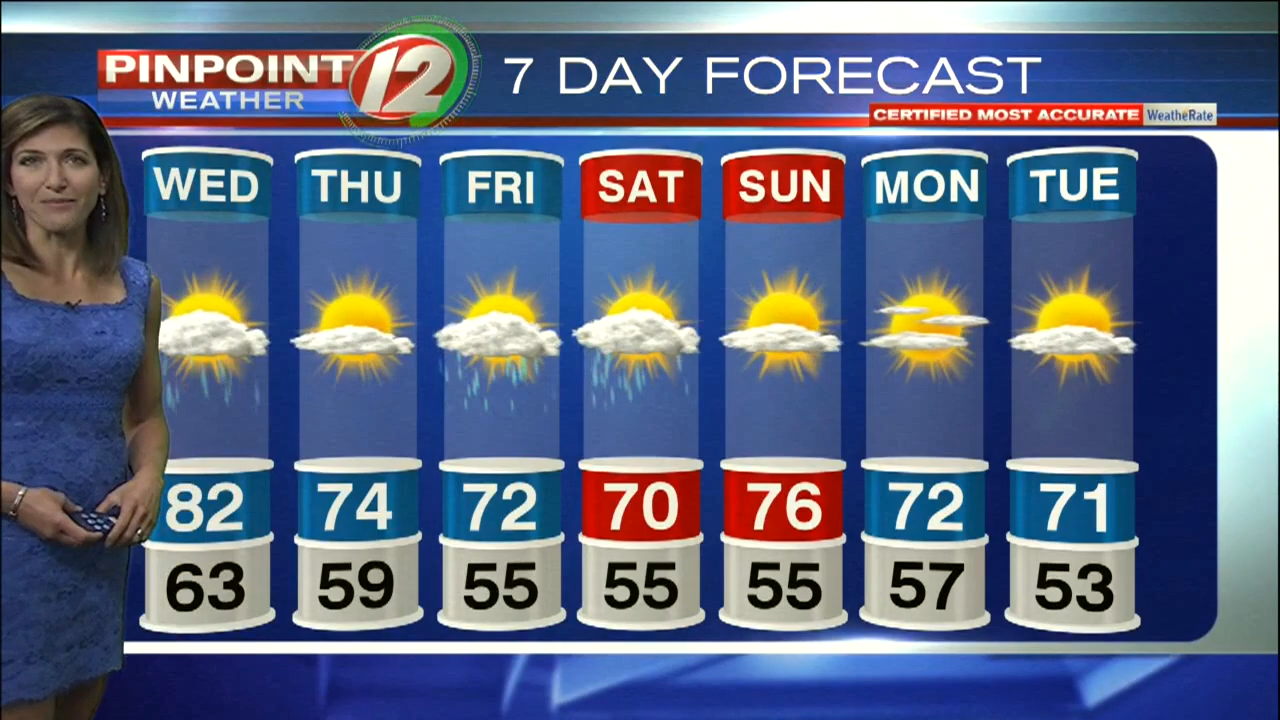 PINPOINT 12
WEATHER
7 DAY FORECAST
CERTIFIED MOST ACCURATE WeatheRate
WED THU FRI SAT SUN MON TUE
82 74 72 70 76 72 71
63 59 55 55 55 57 53